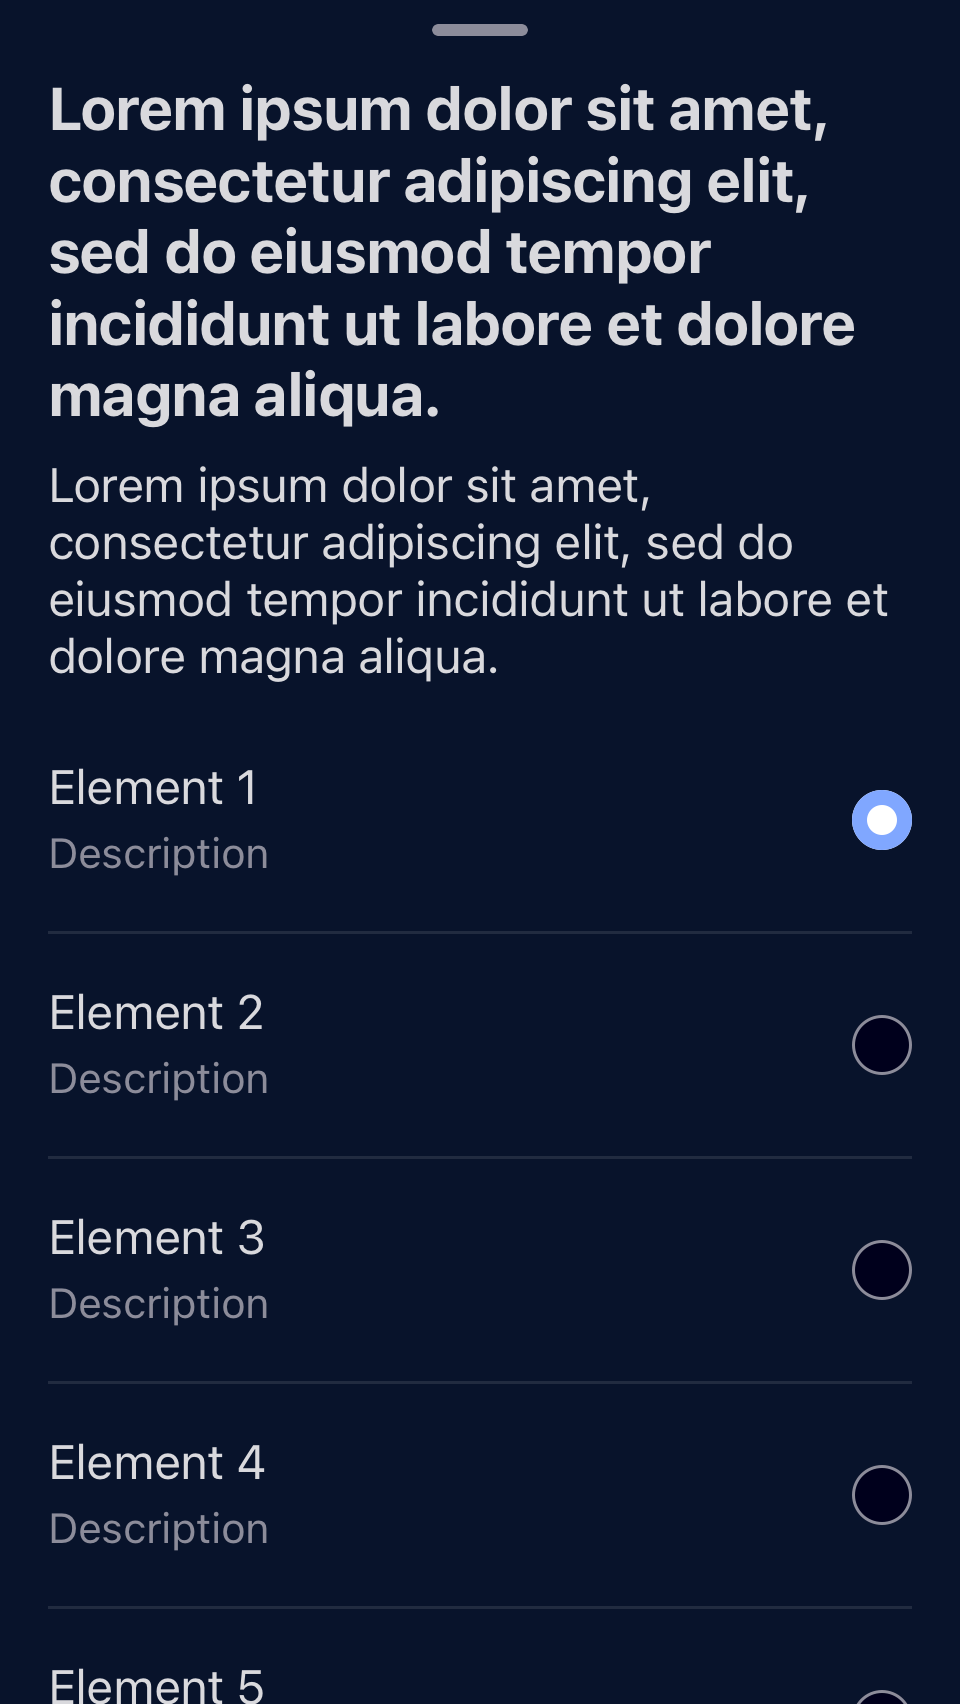 Lorem ipsum dolor sit amet,
consectetur adipiscing elit,
sed do eiusmod tempor
incididunt ut labore et dolore
magna aliqua.
Lorem ipsum dolor sit amet,
consectetur adipiscing elit, sed do
eiusmod tempor incididunt ut labore et
dolore magna aliqua.
Element 1
Description
Element 2
Description
Element 3
Description
Element 4
Description
Element 5